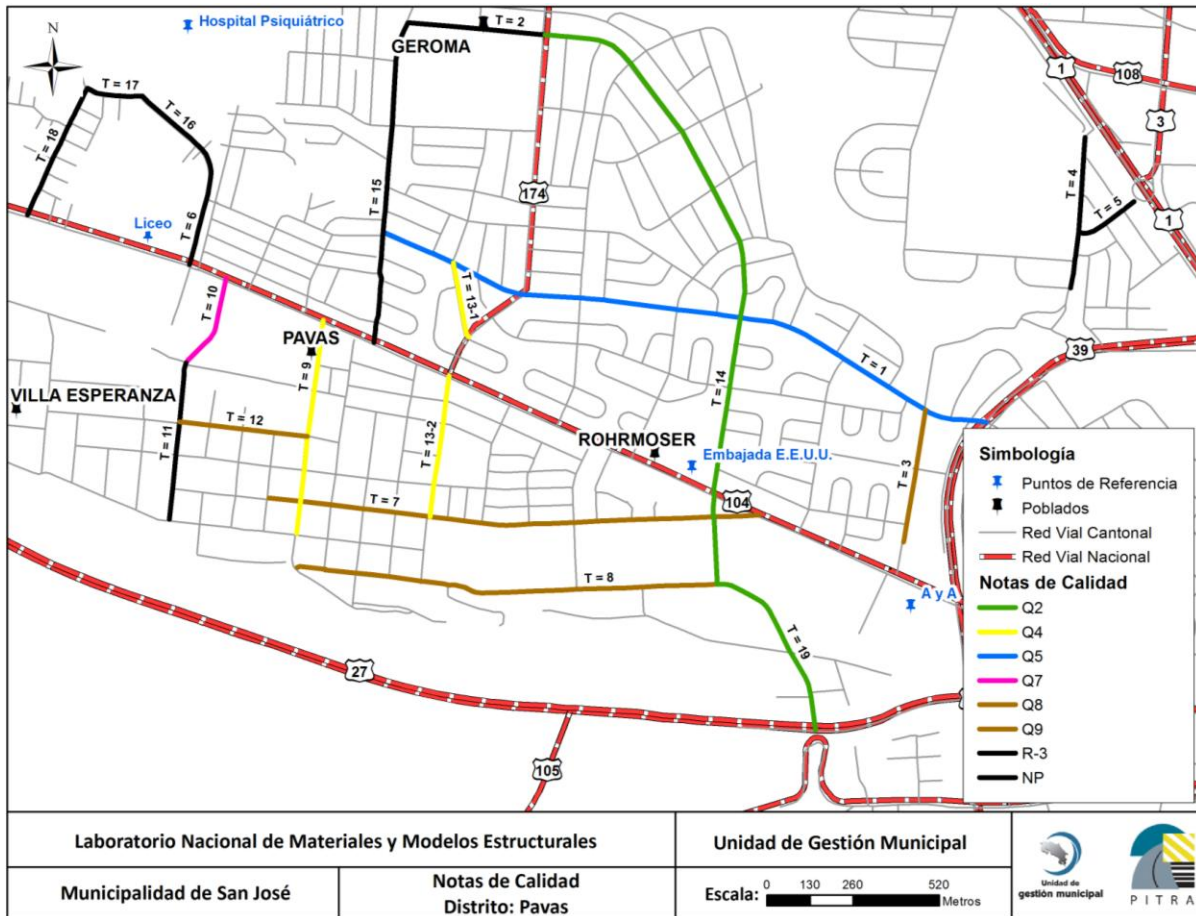 Hospital Psiquiátrico
T = 2
GEROMA
N
1
108
3
T = 17
T = 16
T = 18
174
T = 15
T = 4
T = 5
1
Liceo
T = 6
T = 10
T = 13-1
PAVAS
T = 9
39
T = 1
VILLA ESPERANZA
T = 12
T = 11
T = 13-2
T = 14
ROHRMOSER
Embajada E.E.U.U.
T = 3
T = 7
104
T = 8
A y A
T = 19
27
105
Simbología
Puntos de Referencia
Poblados
Red Vial Cantonal
Red Vial Nacional
Notas de Calidad
Q2
Q4
Q5
Q7
Q8
Q9
R-3
NP
Laboratorio Nacional de Materiales y Modelos Estructurales
Unidad de Gestión Municipal
Municipalidad de San José
Notas de Calidad
Distrito: Pavas
Escala:
0 130 260 520
Metros
Unidad de
gestión municipal
PITRA